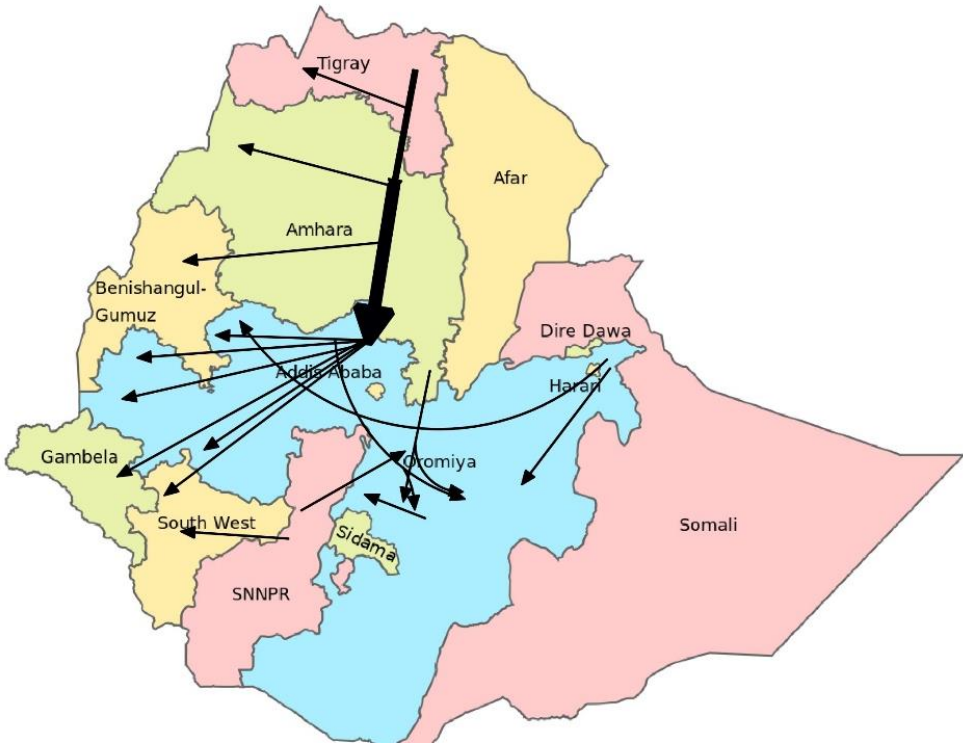 Tigray
Afar
Amhara
Benishangul-
Gumuz
Dire Dawa
Addis Ababa
Harari
Gambela
Oromiya
South West
Somali
Sidama
SNNPR